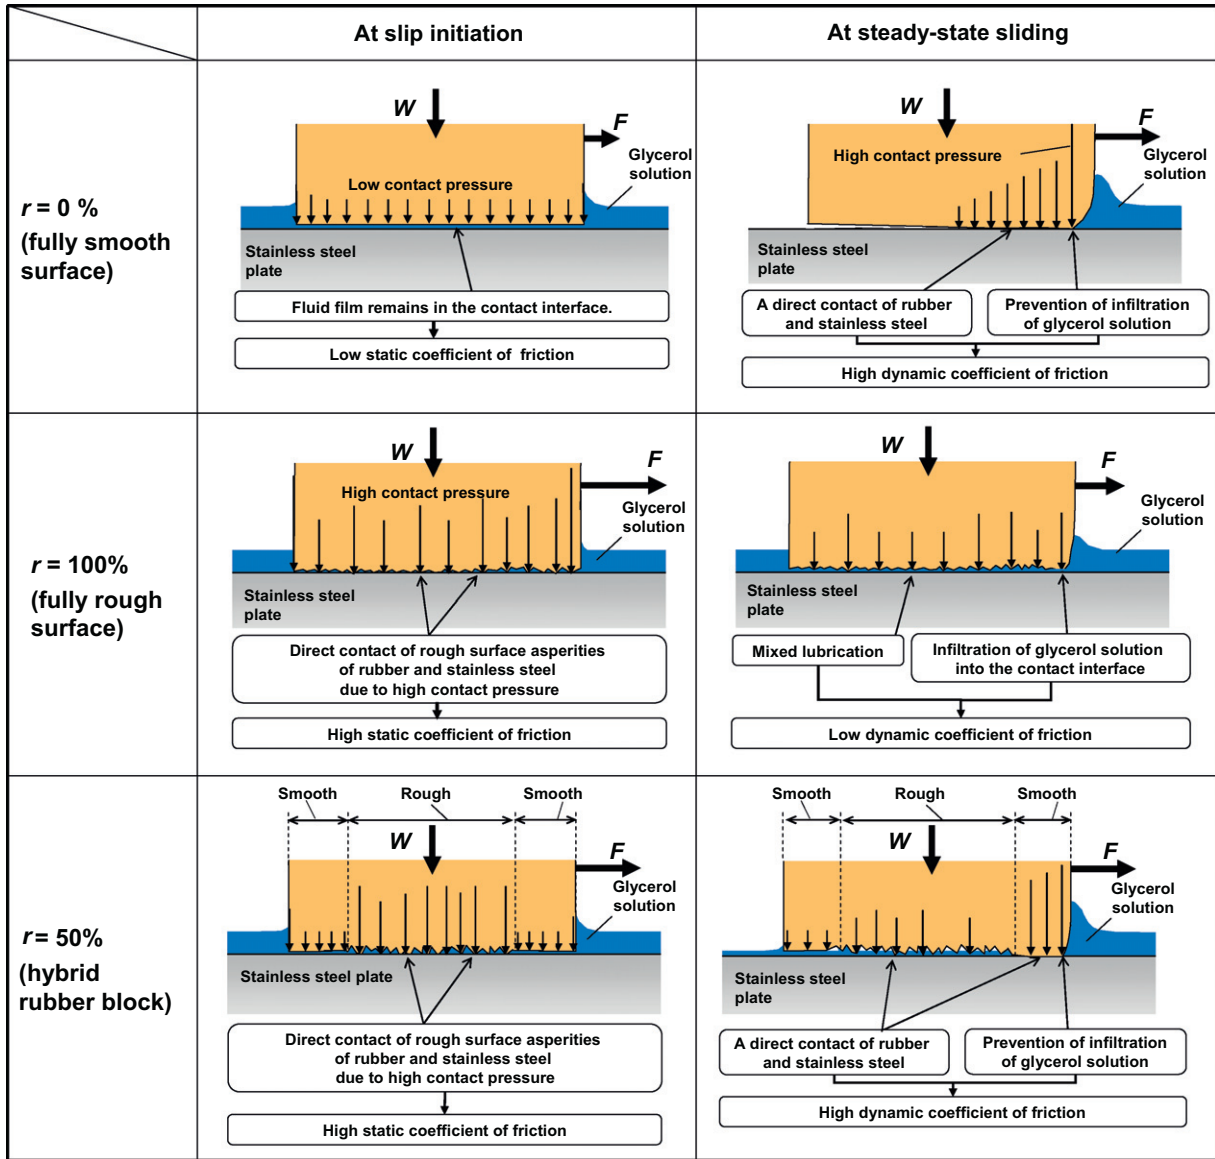 At slip initiation
At steady-state sliding
r = 0 %
(fully smooth
surface)
W
F
Glycerol
solution
Low contact pressure
Stainless steel
plate
Fluid film remains in the contact interface.
Low static coefficient of friction
W
F
High contact pressure
Glycerol
solution
Stainless steel
plate
A direct contact of rubber
and stainless steel
Prevention of infiltration
of glycerol solution
High dynamic coefficient of friction
r = 100%
(fully rough
surface)
W
F
High contact pressure
Glycerol
solution
Stainless steel
plate
Direct contact of rough surface asperities
of rubber and stainless steel
due to high contact pressure
High static coefficient of friction
W
F
Glycerol
solution
Stainless steel
plate
Mixed lubrication
Infiltration of glycerol solution
into the contact interface
Low dynamic coefficient of friction
r = 50%
(hybrid
rubber block)
Smooth
Rough
Smooth
W
F
Glycerol
solution
Stainless steel plate
Direct contact of rough surface asperities
of rubber and stainless steel
due to high contact pressure
High static coefficient of friction
Smooth
Rough
Smooth
W
F
Glycerol
solution
Stainless steel
plate
A direct contact of rubber
and stainless steel
Prevention of infiltration
of glycerol solution
High dynamic coefficient of friction